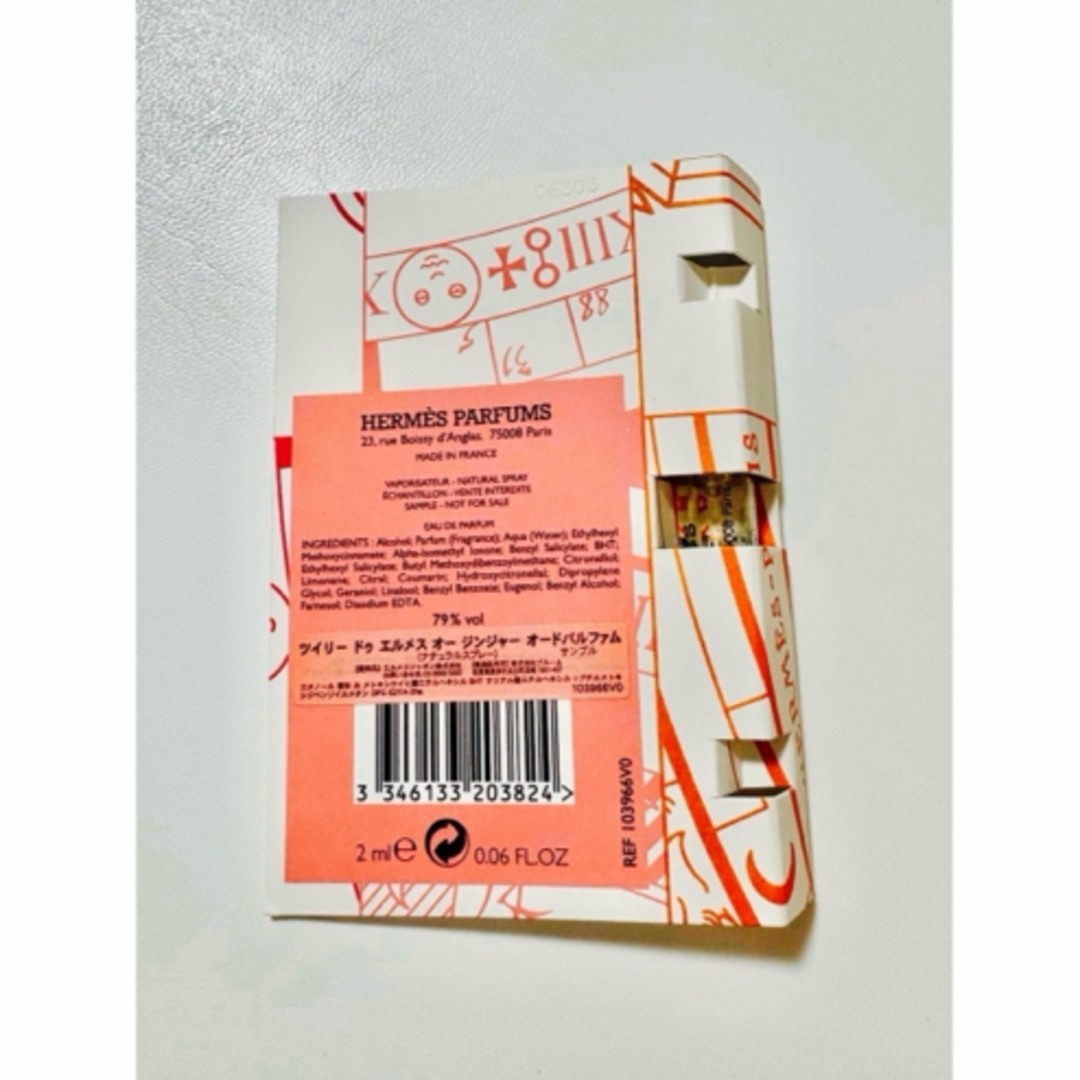 06303
XIII
88
5
31
HERMÈS PARFUMS
23, rue Boissy d'Anglas, 75008 Paris
MADE IN FRANCE
VAPORISATEUR - NATURAL SPRAY
ÉCHANTILLON - VENTE INTERDITE
SAMPLE - NOT FOR SALE
EAU DE PARFUM
INGREDIENTS : Alcohol; Parfum (Fragrance); Aqua (Water); Ethylhexyl
Methoxycinnamate; Alpha-Isomethyl Ionone; Benzyl Salicylate; BHT;
Ethylhexyl Salicylate; Butyl Methoxydibenzoylmethane; Citronellol;
Limonene; Citral; Coumarin; Hydroxycitronellal; Dipropylene
Glycol; Geraniol; Linalool; Benzyl Benzoate; Eugenol; Benzyl Alcohol;
Farnesol; Disodium EDTA.
79% vol
ツイリー ドゥ エルメス オー ジンジャー オードパルファム
(ナチュラルスプレー) サンプル
103966V0
3 346133 203824 >
2 ml e 0.06 FL.OZ
REF 103966V0